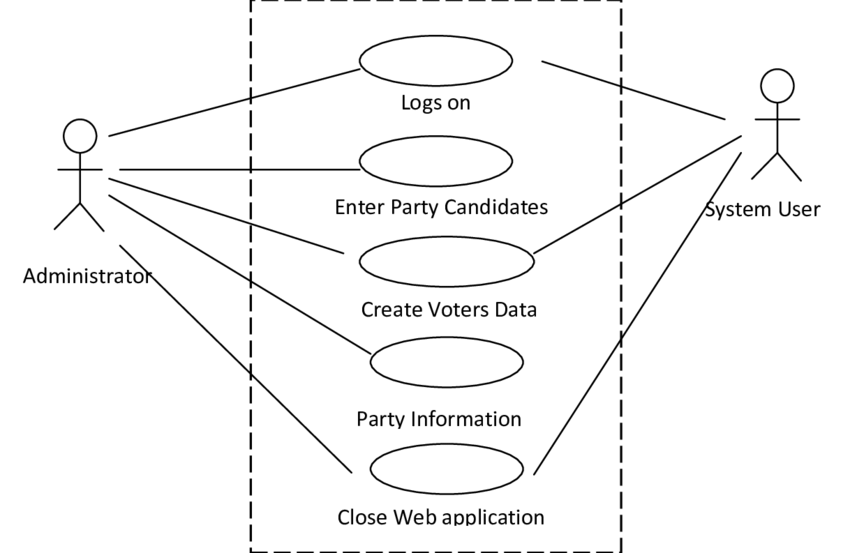 Logs on
Enter Party Candidates
System User
Administrator
Create Voters Data
Party Information
Close Web application